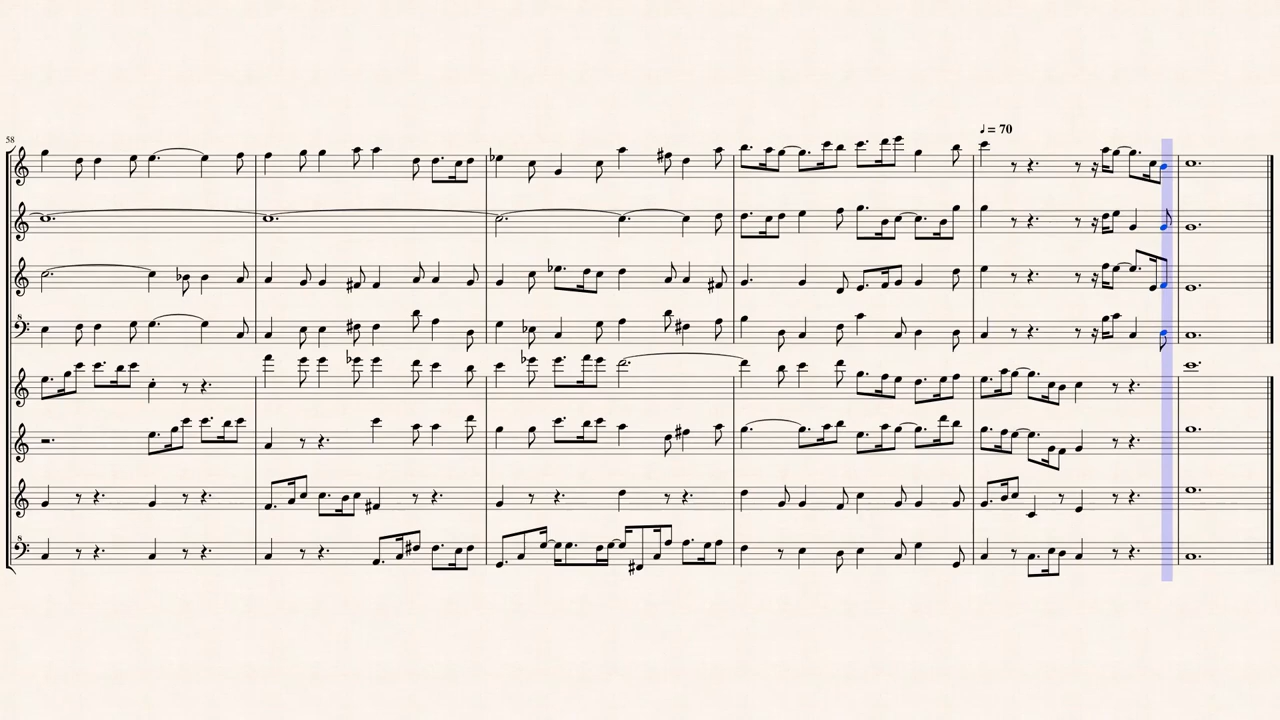 ♩ = 70
58